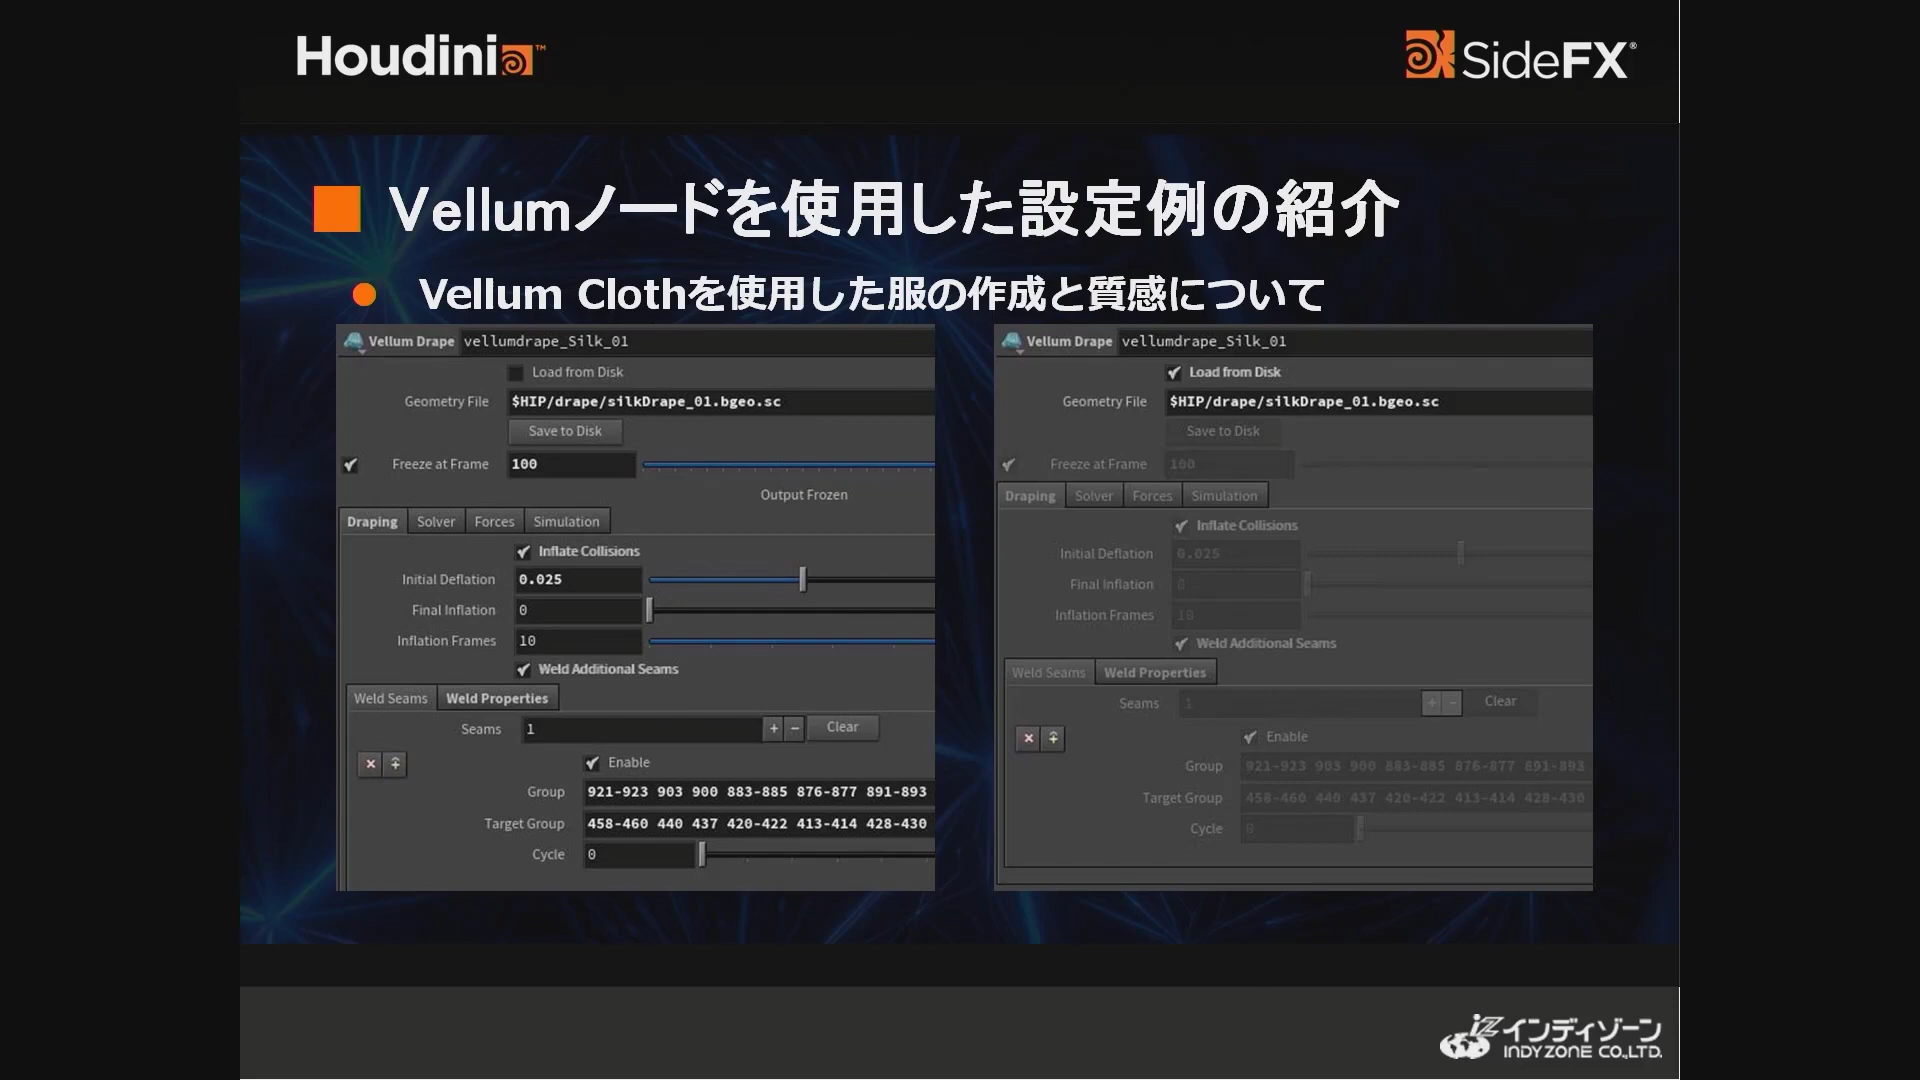 Houdini™
SideFX®
Vellumノードを使用した設定例の紹介
Vellum Clothを使用した服の作成と質感について
Vellum Drape vellumdrape_Silk_01
Load from Disk
Geometry File $HIP/drape/silkDrape_01.bgeo.sc
Save to Disk
Freeze at Frame 100
Output Frozen
Draping Solver Forces Simulation
Inflate Collisions
Initial Deflation 0.025
Final Inflation 0
Inflation Frames 10
Weld Additional Seams
Weld Seams Weld Properties
Seams 1 + − Clear
Enable
Group 921-923 903 900 883-885 876-877 891-893
Target Group 458-460 440 437 420-422 413-414 428-430
Cycle 0
Vellum Drape vellumdrape_Silk_01
Load from Disk
Geometry File $HIP/drape/silkDrape_01.bgeo.sc
Save to Disk
Freeze at Frame 100
Draping Solver Forces Simulation
Inflate Collisions
Initial Deflation 0.025
Final Inflation 0
Inflation Frames 10
Weld Additional Seams
Weld Seams Weld Properties
Seams 1 + − Clear
Enable
Group 921-923 903 900 883-885 876-877 891-893
Target Group 458-460 440 437 420-422 413-414 428-430
Cycle 0
iZ インディゾーン
INDYZONE CO.,LTD.